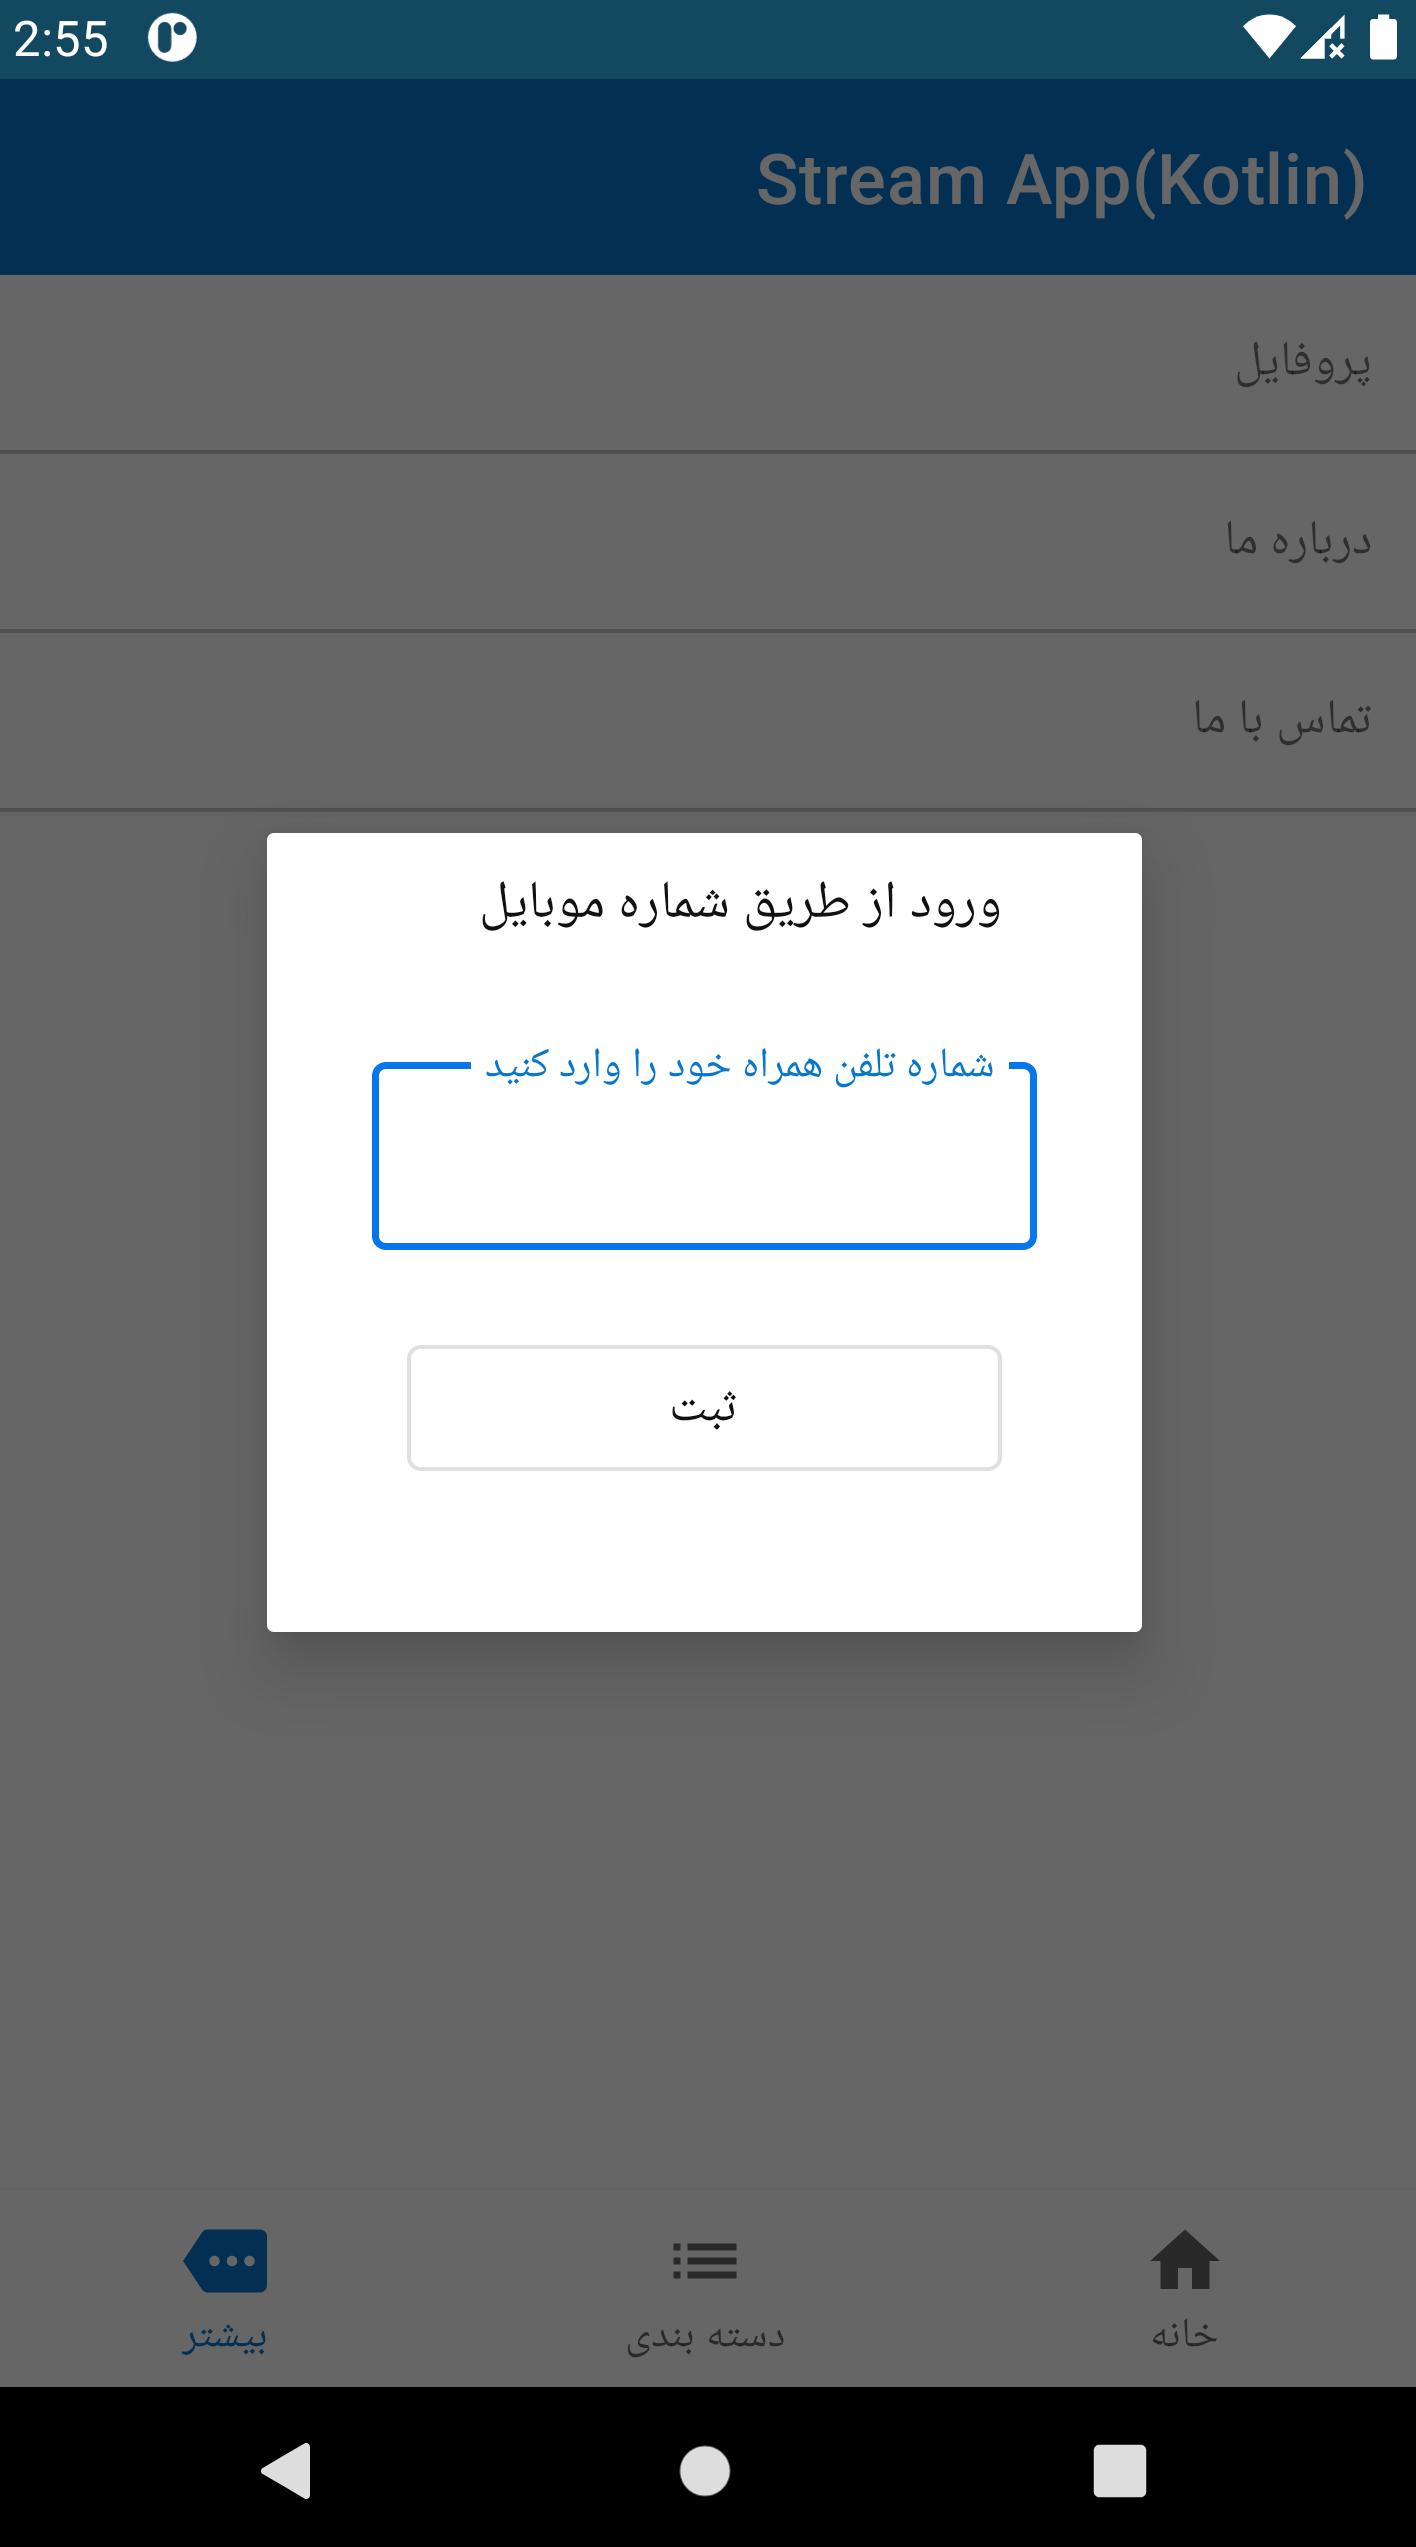 2:55
Stream App(Kotlin)
پروفایل
درباره ما
تماس با ما
ورود از طریق شماره موبایل
شماره تلفن همراه خود را وارد کنید
ثبت
خانه
دسته بندی
بیشتر